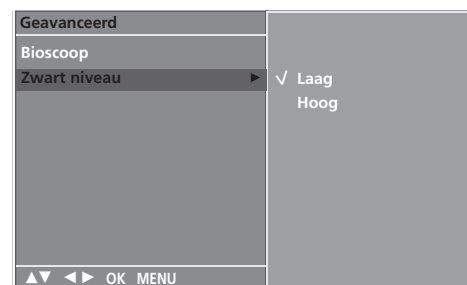 Geavanceerd
Bioscoop
Zwart niveau ►
√ Laag
Hoog
▲▼ ◄► OK MENU